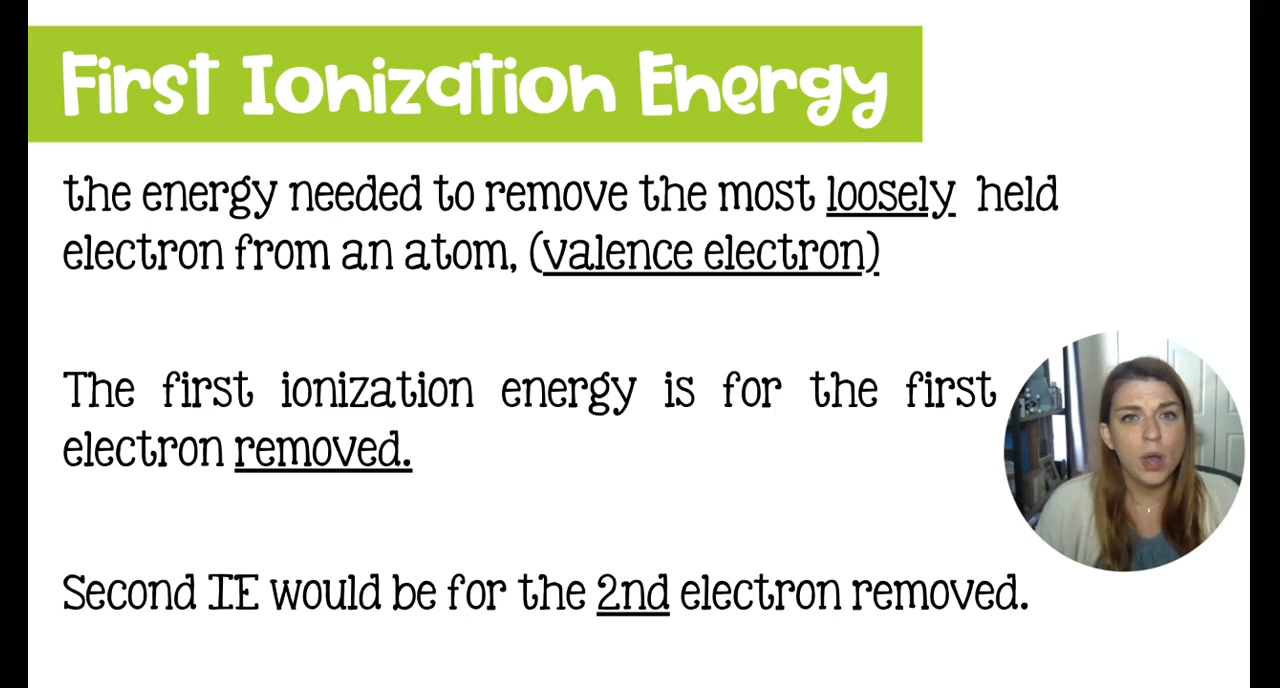 First Ionization Energy
the energy needed to remove the most loosely held
electron from an atom, (valence electron)
The first ionization energy is for the first
electron removed.
Second IE would be for the 2nd electron removed.